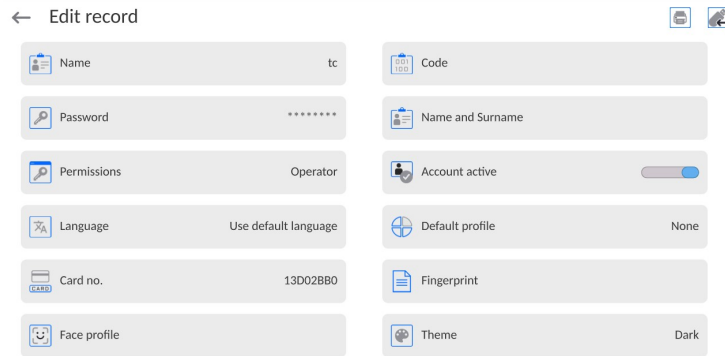 Edit record
Name tc
Code
Password ********
Name and Surname
Permissions Operator
Account active
Language Use default language
Default profile None
CARD Card no. 13D02BB0
Fingerprint
Face profile
Theme Dark